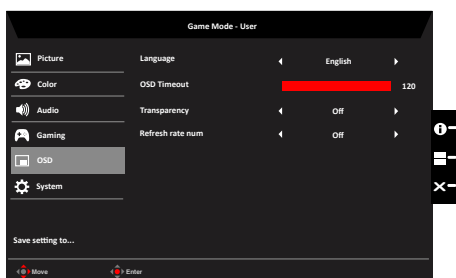 Game Mode - User
Picture
Language English
Color
OSD Timeout 120
Audio
Transparency Off
Gaming
Refresh rate num Off
OSD
System
Save setting to...
Move Enter